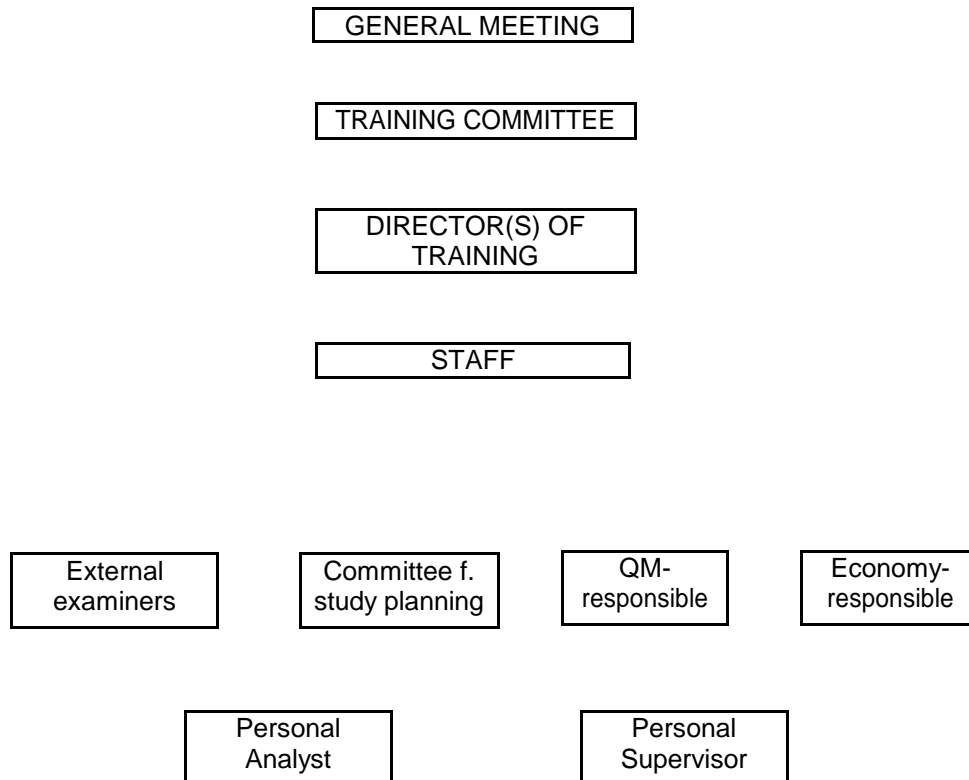 GENERAL MEETING
TRAINING COMMITTEE
DIRECTOR(S) OF
TRAINING
STAFF
External
examiners
Committee f.
study planning
QM-
responsible
Economy-
responsible
Personal
Analyst
Personal
Supervisor